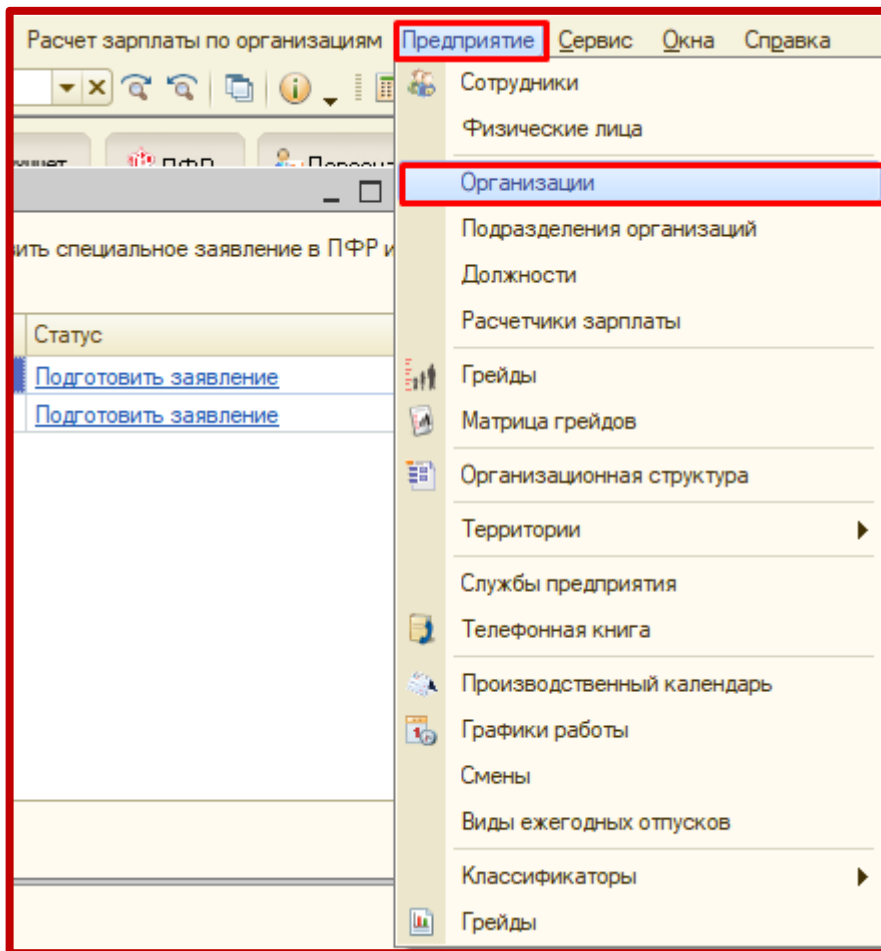 Расчет зарплаты по организациям Предприятие Сервис Окна Справка
Сотрудники
Физические лица
ПФР
Организации
Подразделения организаций
специальное заявление в ПФР и
Должности
Расчетчики зарплаты
Статус
Грейды
Подготовить заявление
Матрица грейдов
Подготовить заявление
Организационная структура
Территории
Службы предприятия
Телефонная книга
Производственный календарь
Графики работы
Смены
Виды ежегодных отпусков
Классификаторы
Грейды